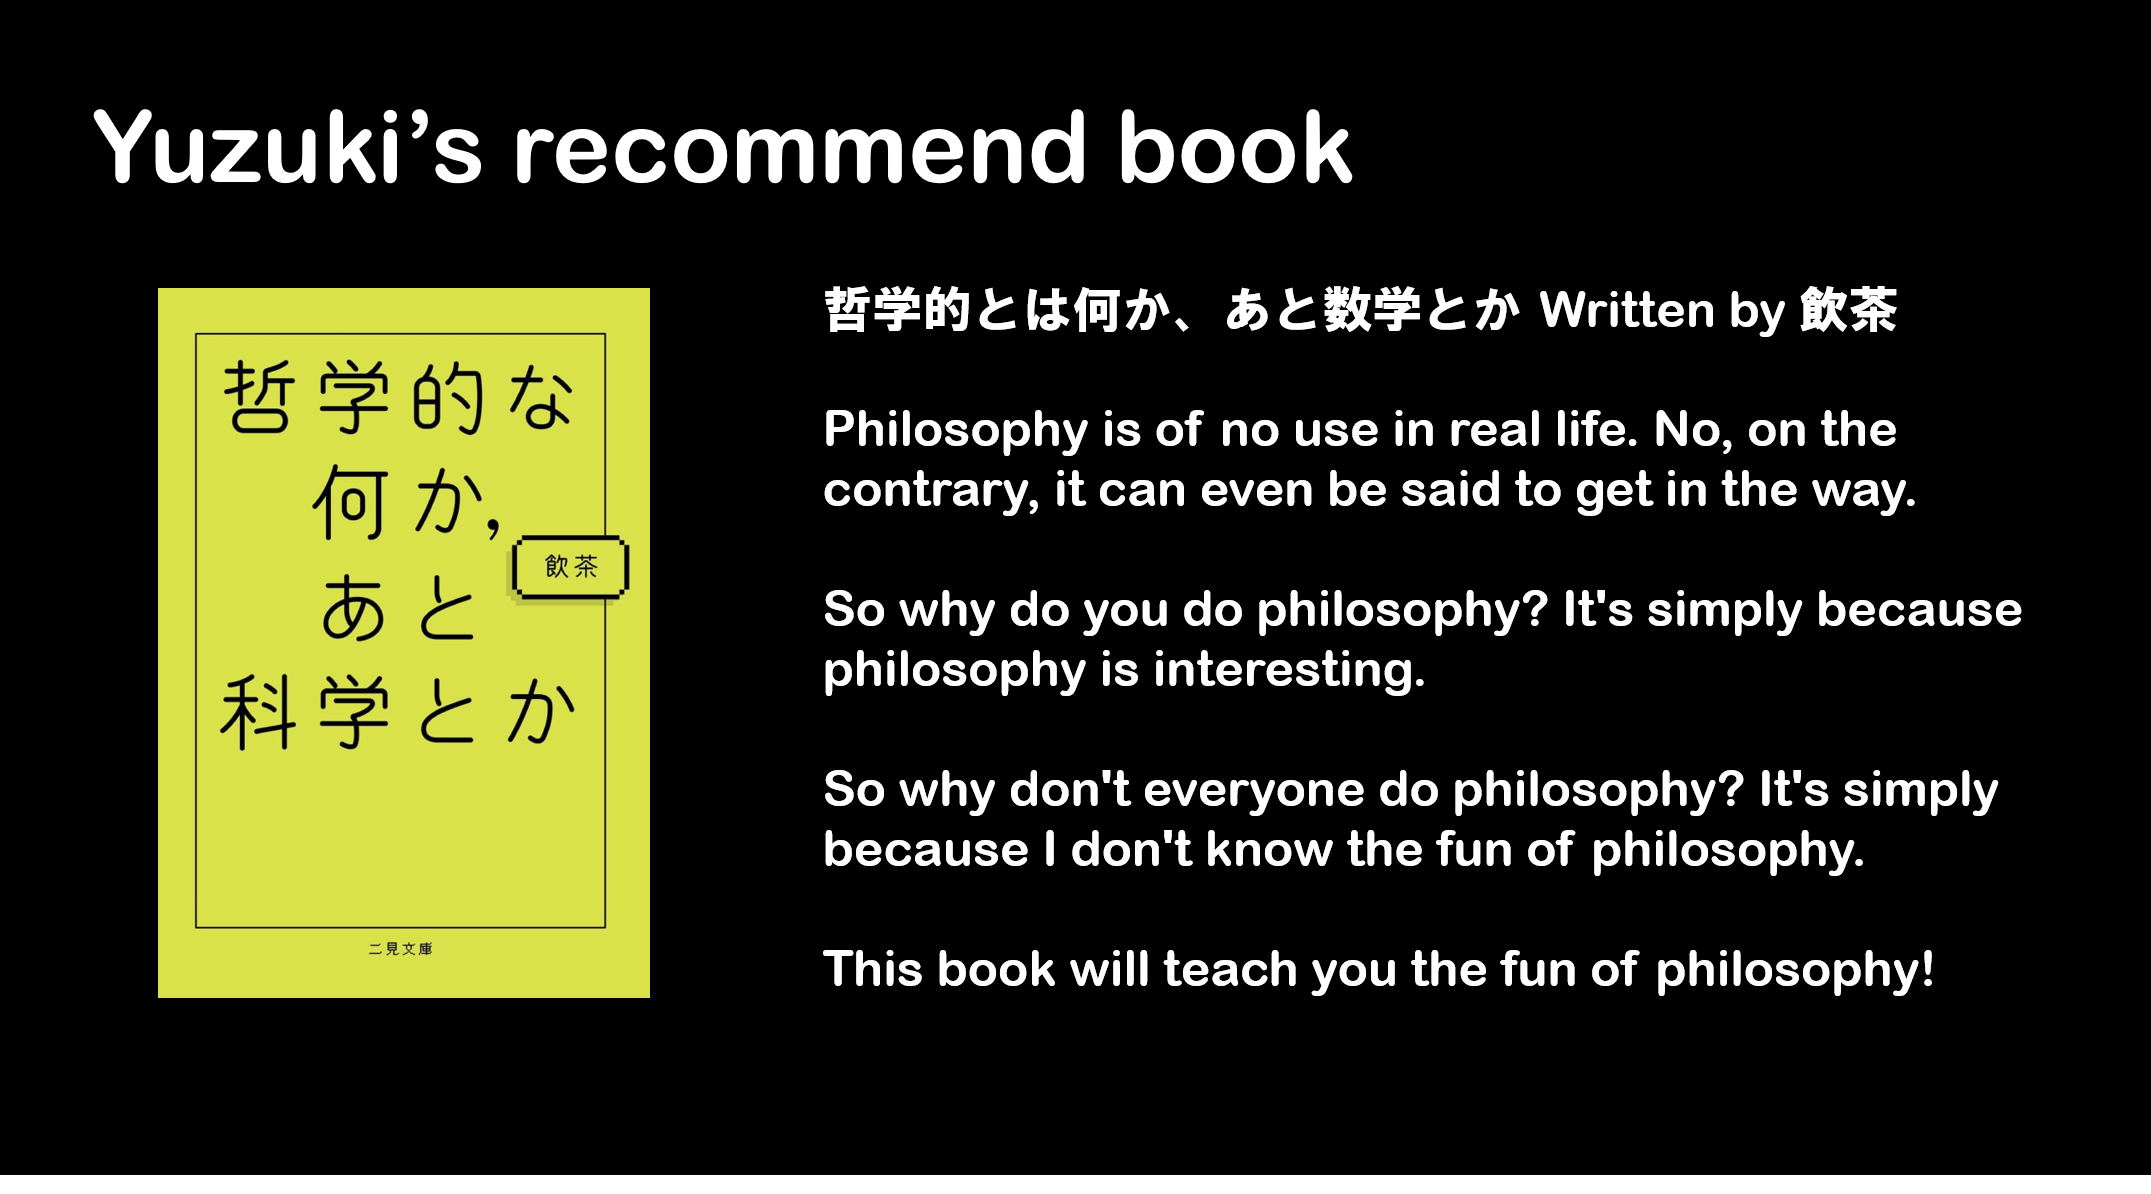 Yuzuki’s recommend book
哲学的な
何か,
あと
科学とか
飲茶
二見文庫
哲学的とは何か、あと数学とか Written by 飲茶
Philosophy is of no use in real life. No, on the
contrary, it can even be said to get in the way.
So why do you do philosophy? It's simply because
philosophy is interesting.
So why don't everyone do philosophy? It's simply
because I don't know the fun of philosophy.
This book will teach you the fun of philosophy!